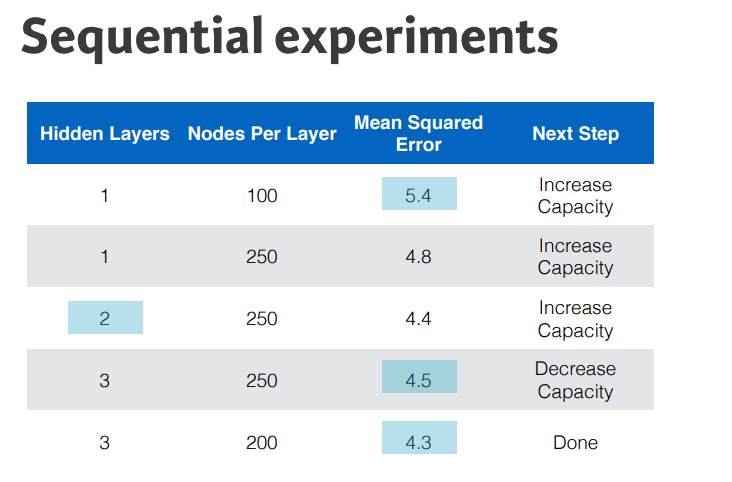 Sequential experiments
Hidden Layers Nodes Per Layer Mean Squared Error Next Step
1 100 5.4 Increase Capacity
1 250 4.8 Increase Capacity
2 250 4.4 Increase Capacity
3 250 4.5 Decrease Capacity
3 200 4.3 Done